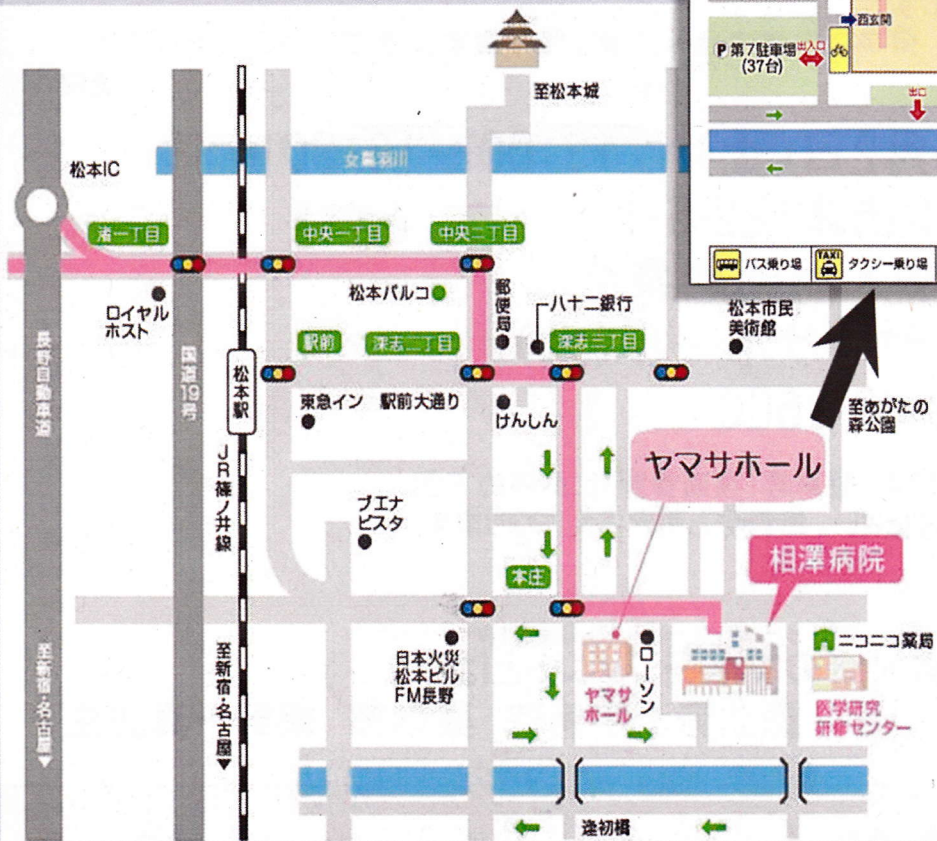 西玄関
P 第7駐車場
(37台)
出入口
出口
バス乗り場
TAXI
タクシー乗り場
至松本城
女鳥羽川
松本IC
渚一丁目
中央一丁目
中央二丁目
ロイヤル
ホスト
松本パルコ
郵便局
八十二銀行
松本市民
美術館
駅前
深志二丁目
深志三丁目
長野自動車道
国道19号
松本駅
東急イン
駅前大通り
けんしん
至あがたの
森公園
ヤマサホール
JR篠ノ井線
ブエナ
ビスタ
相澤病院
本庄
日本火災
松本ビル
FM長野
ヤマサ
ホール
ローソン
ニコニコ薬局
医学研究
研修センター
至新宿・名古屋▼
至新宿・名古屋▼
逢初橋